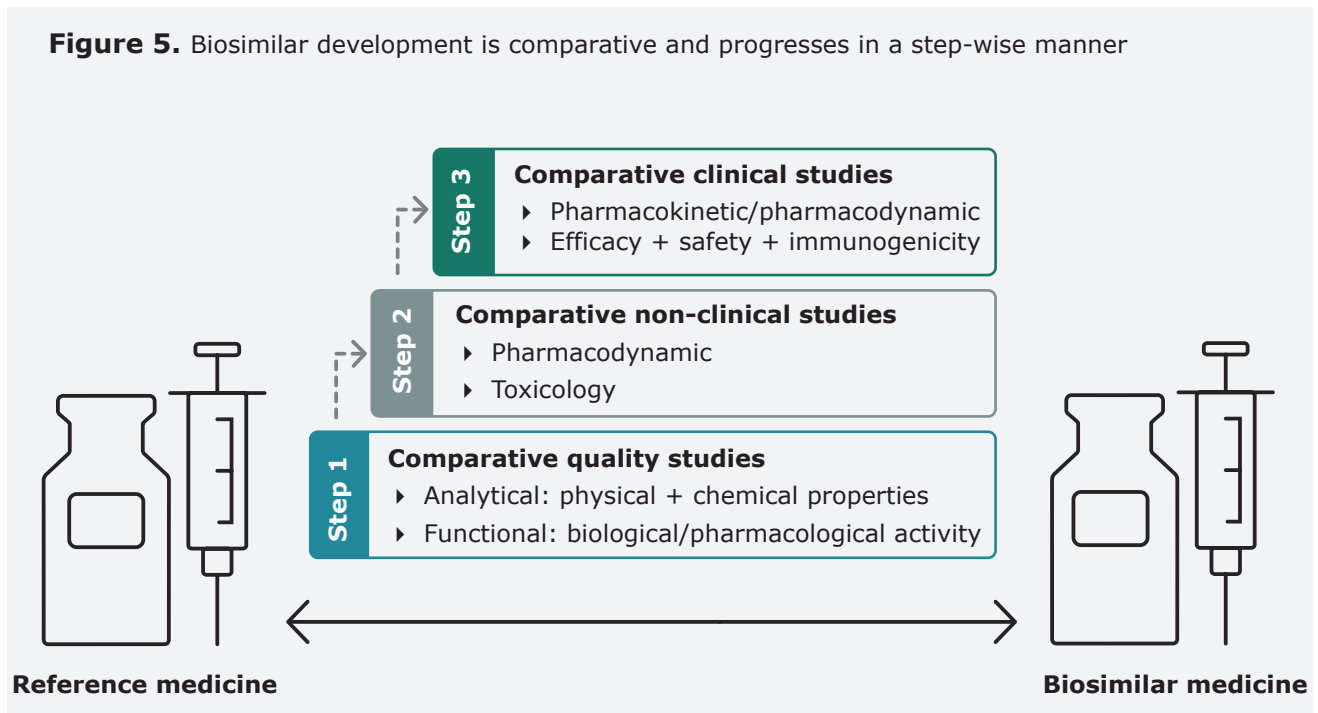 Figure 5. Biosimilar development is comparative and progresses in a step-wise manner
Step 3
Comparative clinical studies
Pharmacokinetic/pharmacodynamic
Efficacy + safety + immunogenicity
Step 2
Comparative non-clinical studies
Pharmacodynamic
Toxicology
Step 1
Comparative quality studies
Analytical: physical + chemical properties
Functional: biological/pharmacological activity
Reference medicine
Biosimilar medicine